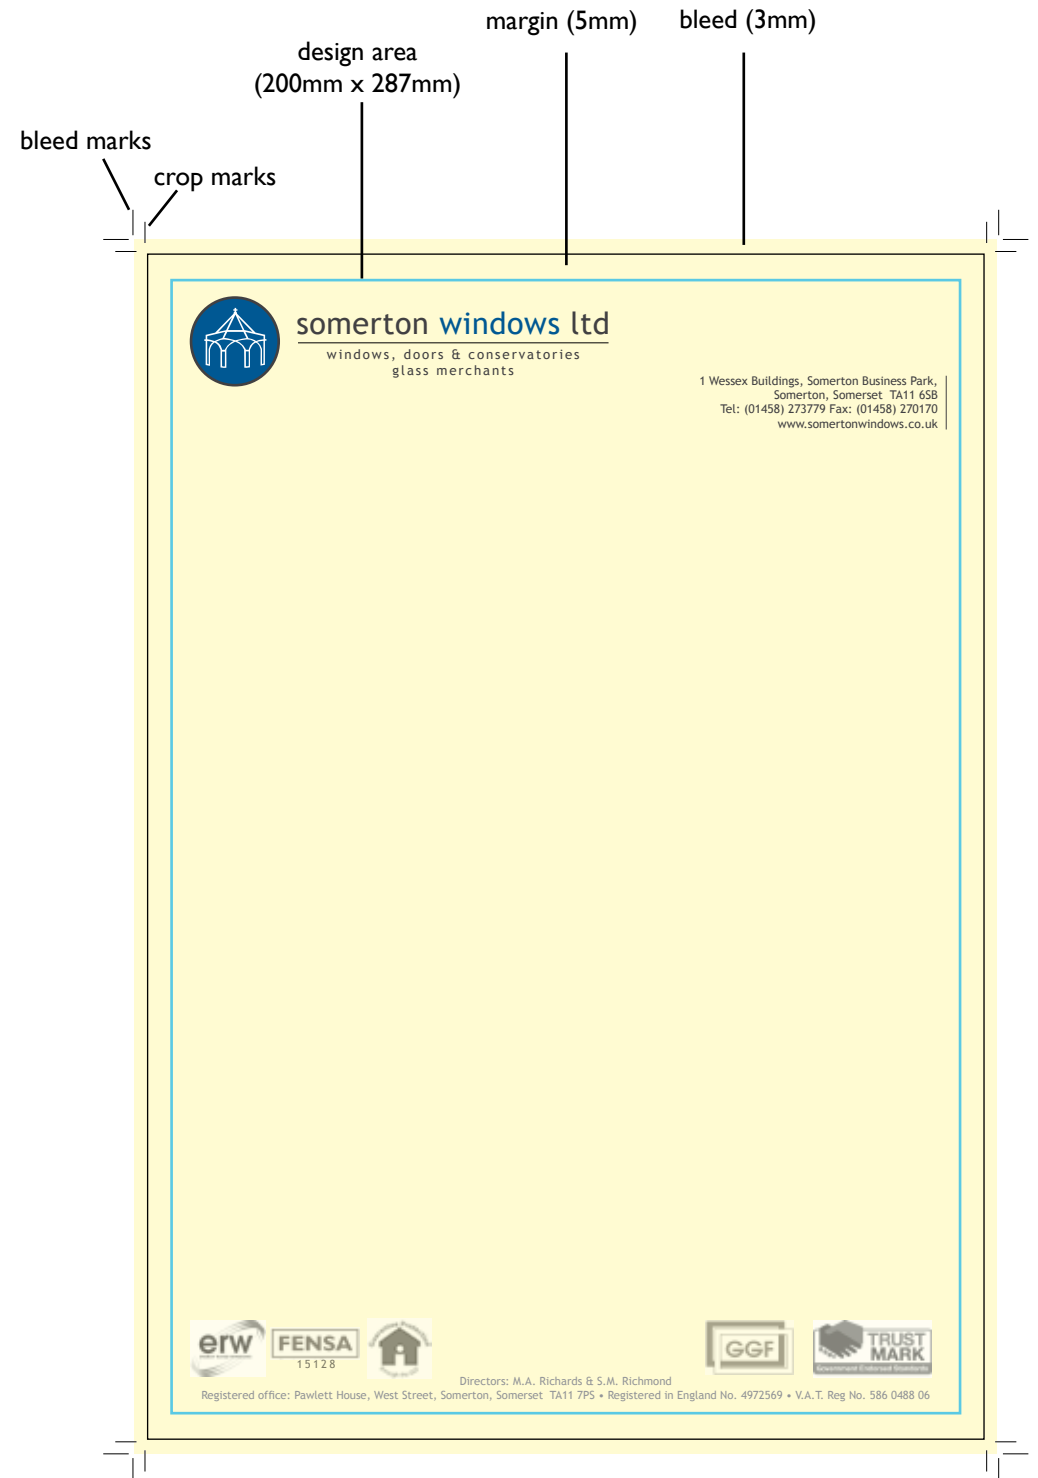 margin (5mm)
bleed (3mm)
design area
(200mm x 287mm)
bleed marks
crop marks
somerton windows ltd
windows, doors & conservatories
glass merchants
1 Wessex Buildings, Somerton Business Park,
Somerton, Somerset TA11 6SB
Tel: (01458) 273779 Fax: (01458) 270170
www.somertonwindows.co.uk
erw
FENSA
15128
GGF
TRUST
MARK
Government Endorsed Standards
Directors: M.A. Richards & S.M. Richmond
Registered office: Pawlett House, West Street, Somerton, Somerset TA11 7PS • Registered in England No. 4972569 • V.A.T. Reg No. 586 0488 06